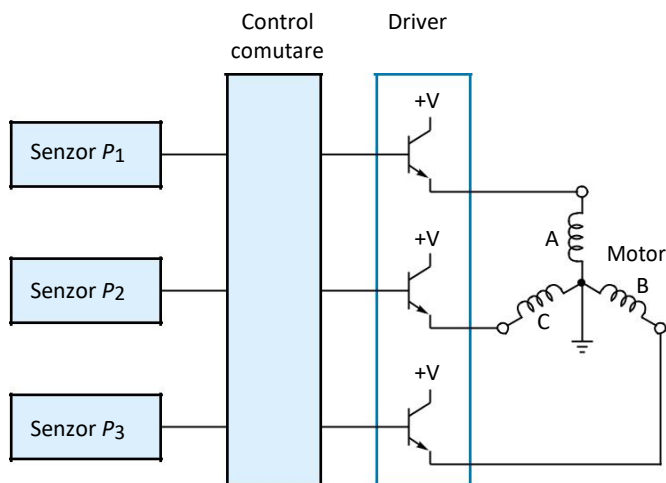 Control
comutare
Driver
+V
Senzor P1
A
Motor
+V
B
Senzor P2
C
+V
Senzor P3